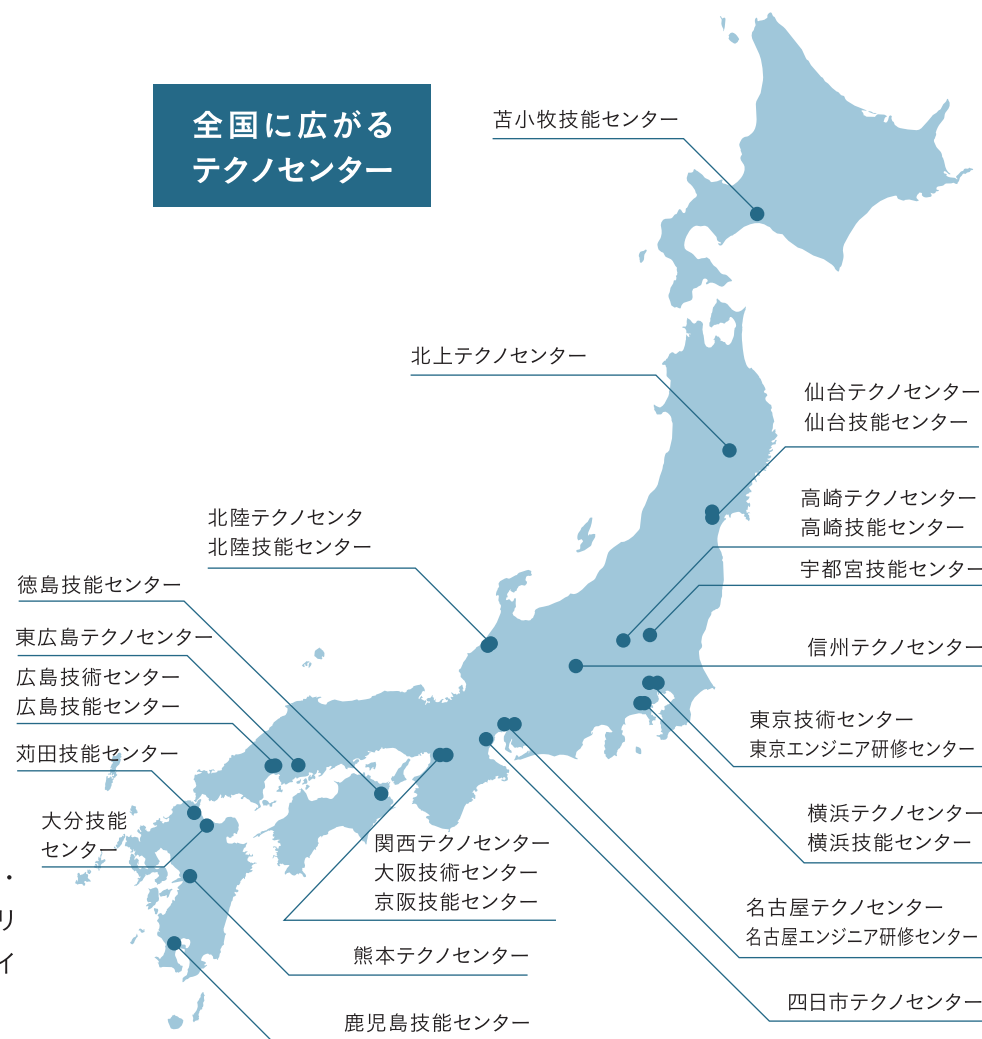 全国に広がる
テクノセンター
苫小牧技能センター
北上テクノセンター
仙台テクノセンター
仙台技能センター
高崎テクノセンター
高崎技能センター
宇都宮技能センター
信州テクノセンター
東京技術センター
東京エンジニア研修センター
横浜テクノセンター
横浜技能センター
名古屋テクノセンター
名古屋エンジニア研修センター
四日市テクノセンター
北陸テクノセンタ
北陸技能センター
徳島技能センター
東広島テクノセンター
広島技術センター
広島技能センター
苅田技能センター
大分技能
センター
関西テクノセンター
大阪技術センター
京阪技能センター
熊本テクノセンター
鹿児島技能センター
・
リ
イ